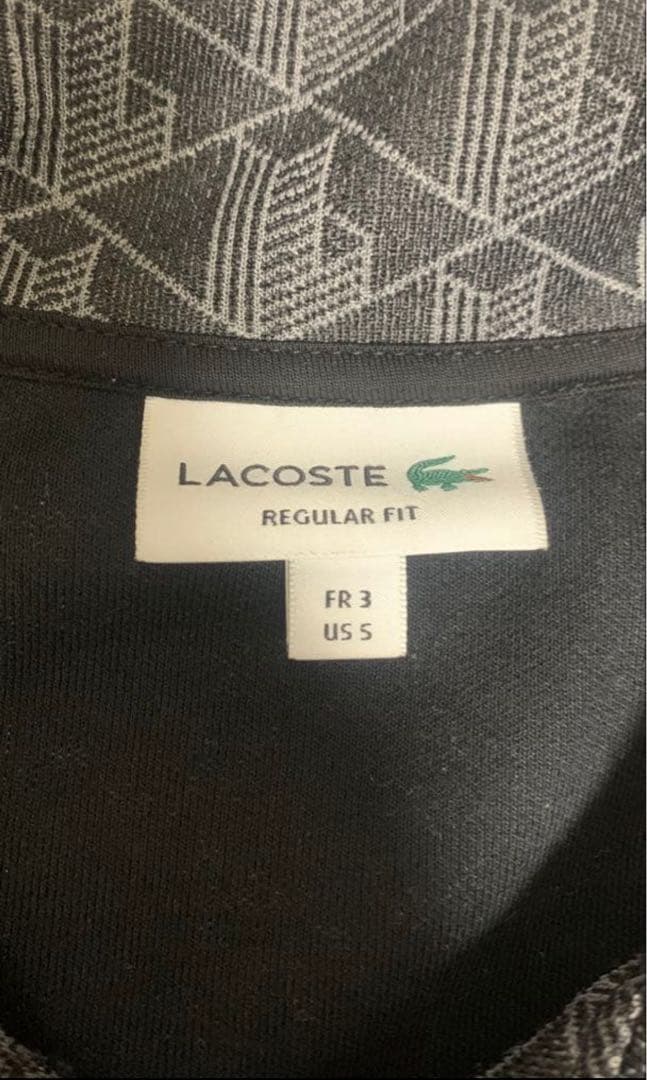 LACOSTE
REGULAR FIT
FR 3
US S